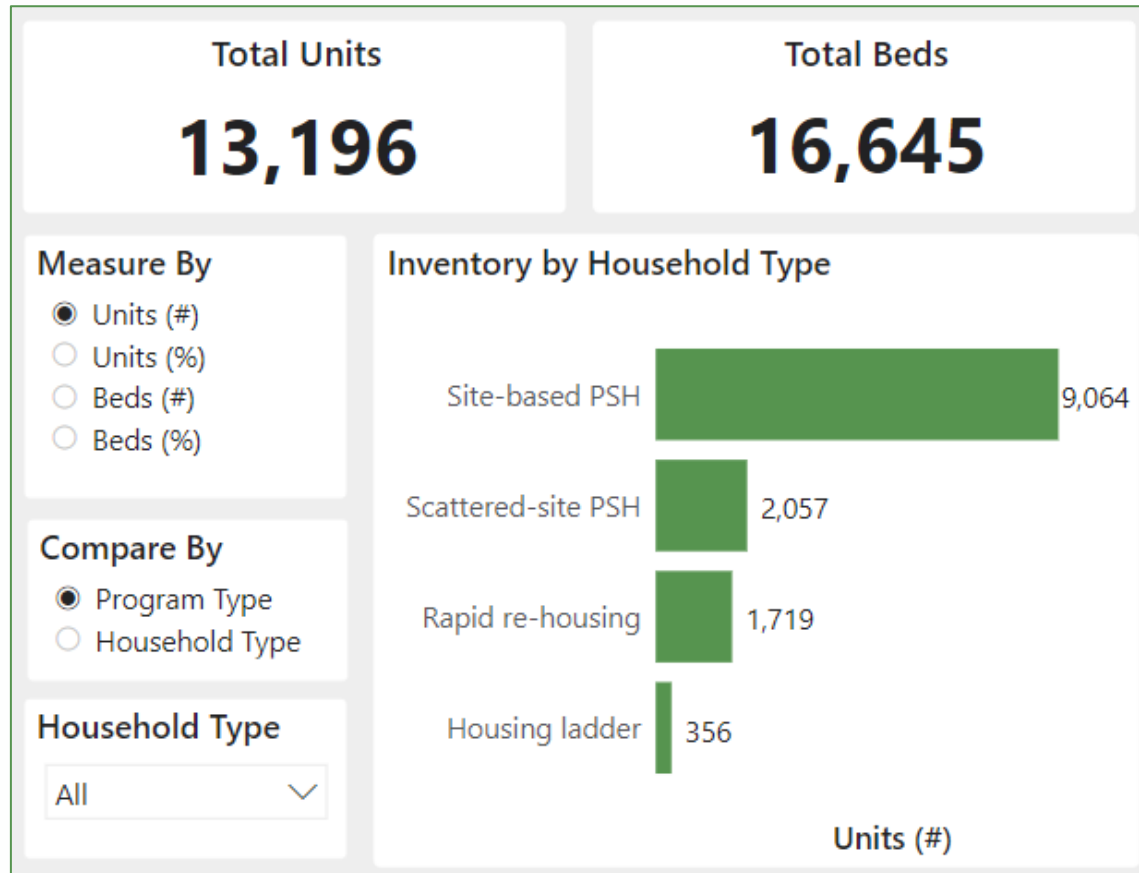 Total Units
13,196
Total Beds
16,645
Measure By
Units (#)
Units (%)
Beds (#)
Beds (%)
Compare By
Program Type
Household Type
Household Type
All
Inventory by Household Type
Site-based PSH 9,064
Scattered-site PSH 2,057
Rapid re-housing 1,719
Housing ladder 356
Units (#)